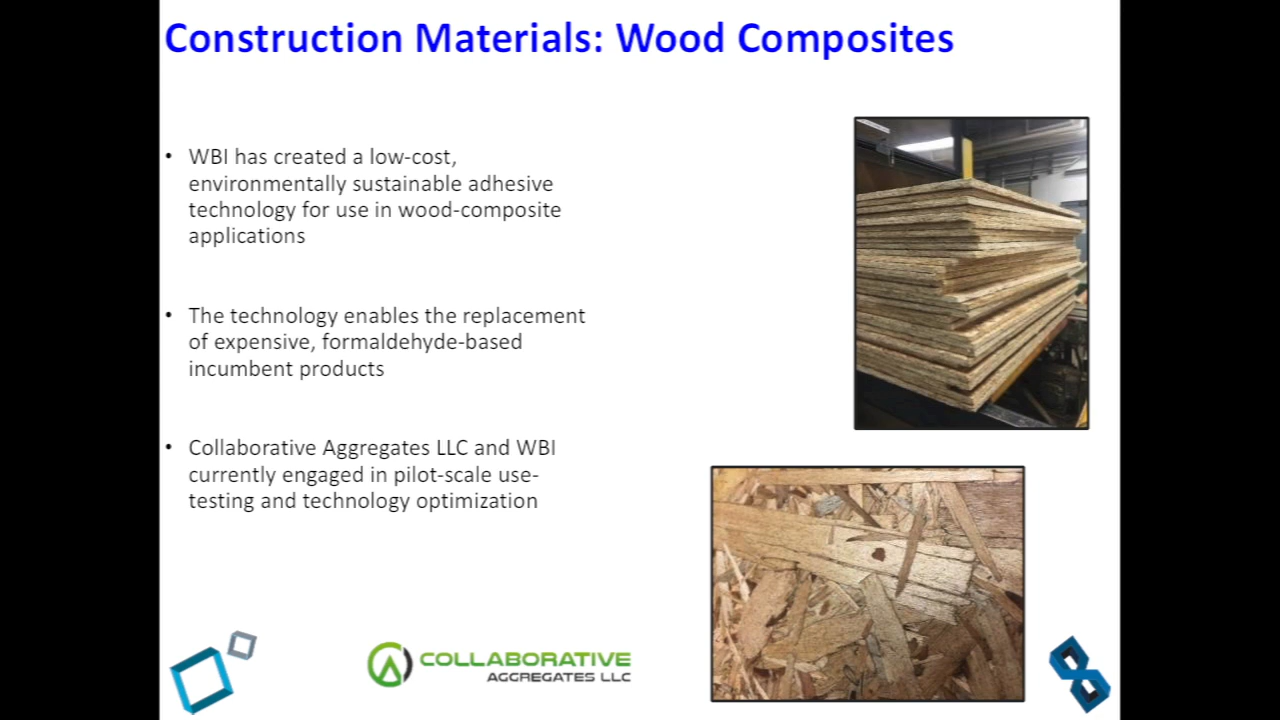 Construction Materials: Wood Composites
• WBI has created a low-cost,
environmentally sustainable adhesive
technology for use in wood-composite
applications
• The technology enables the replacement
of expensive, formaldehyde-based
incumbent products
• Collaborative Aggregates LLC and WBI
currently engaged in pilot-scale use-
testing and technology optimization
COLLABORATIVE
AGGREGATES LLC